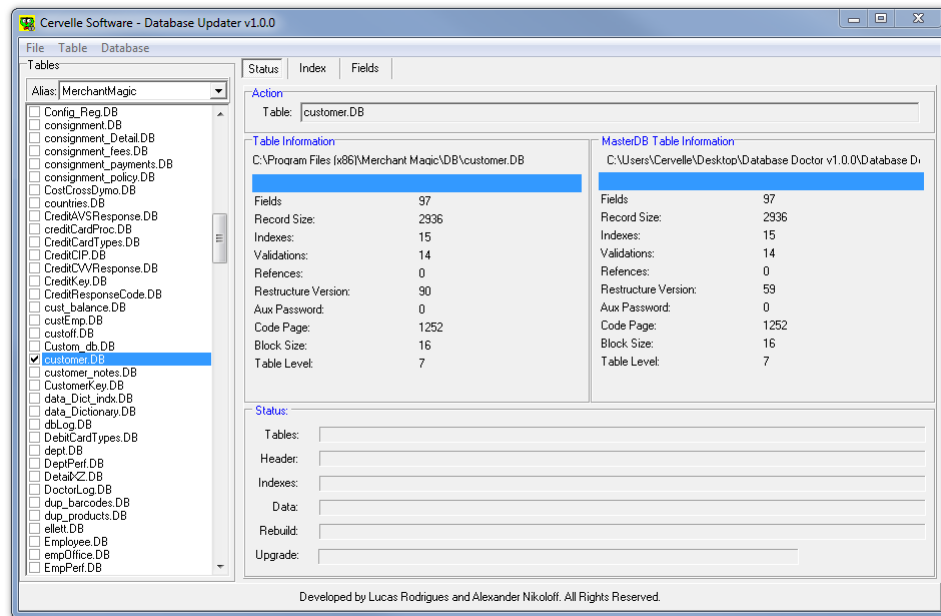 Cervelle Software - Database Updater v1.0.0
File Table Database
Tables
Alias: MerchantMagic
Config_Reg.DB
consignment.DB
consignment_Detail.DB
consignment_fees.DB
consignment_payments.DB
consignment_policy.DB
CostCrossDymo.DB
countries.DB
CreditAVSResponse.DB
creditCardProc.DB
CreditCardTypes.DB
CreditCIP.DB
CreditCVVResponse.DB
CreditKey.DB
CreditResponseCode.DB
cust_balance.DB
custEmp.DB
custoff.DB
Custom_db.DB
customer.DB
customer_notes.DB
CustomerKey.DB
data_Dict_indx.DB
data_Dictionary.DB
dbLog.DB
DebitCardTypes.DB
dept.DB
DeptPerf.DB
DetailXZ.DB
DoctorLog.DB
dup_barcodes.DB
dup_products.DB
ellett.DB
Employee.DB
empOffice.DB
EmpPerf.DB
Status Index Fields
Action
Table: customer.DB
Table Information
C:\Program Files (x86)\Merchant Magic\DB\customer.DB
Fields 97
Record Size: 2936
Indexes: 15
Validations: 14
Refences: 0
Restructure Version: 90
Aux Password: 0
Code Page: 1252
Block Size: 16
Table Level: 7
MasterDB Table Information
C:\Users\Cervelle\Desktop\Database Doctor v1.0.0\Database Do
Fields 97
Record Size: 2936
Indexes: 15
Validations: 14
Refences: 0
Restructure Version: 59
Aux Password: 0
Code Page: 1252
Block Size: 16
Table Level: 7
Status:
Tables:
Header:
Indexes:
Data:
Rebuild:
Upgrade:
Developed by Lucas Rodrigues and Alexander Nikoloff. All Rights Reserved.